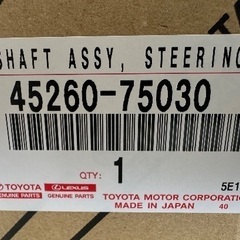 SHAFT ASSY, STEERING
45260-75030
QTY:
1
5E1
TOYOTA
GENUINE PARTS
LEXUS
GENUINE PARTS
TOYOTA MOTOR CORPORATION
MADE IN JAPAN 40